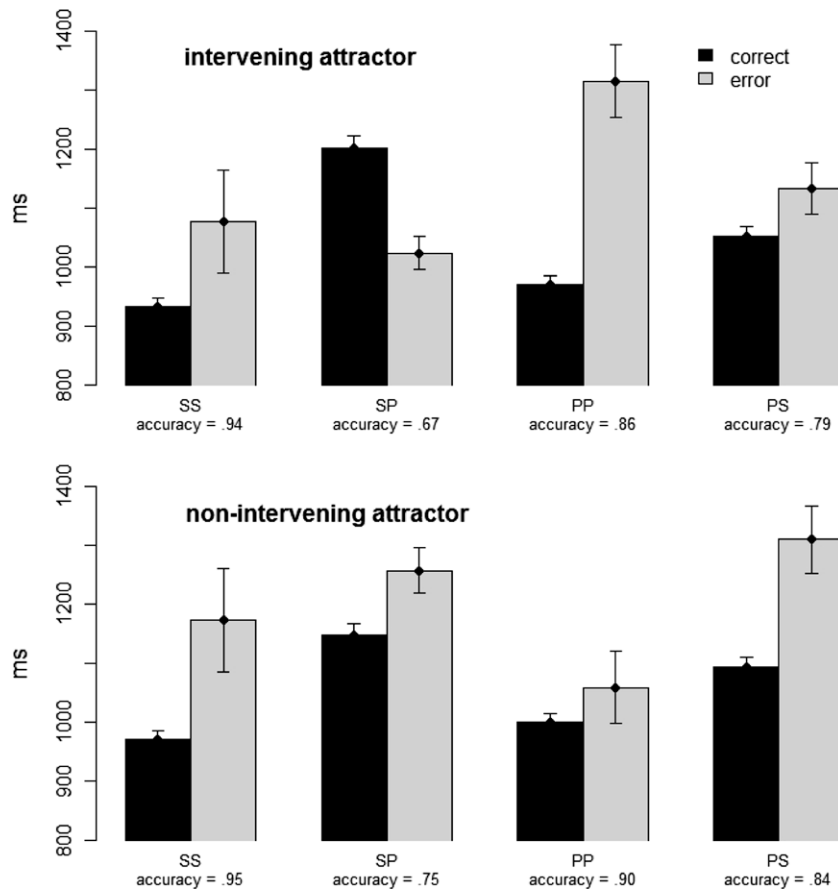 intervening attractor
correct
error
ms
1400
1200
1000
900
800
SS
SP
PP
PS
accuracy = .94
accuracy = .67
accuracy = .86
accuracy = .79
non-intervening attractor
ms
1400
1200
1000
900
800
SS
SP
PP
PS
accuracy = .95
accuracy = .75
accuracy = .90
accuracy = .84